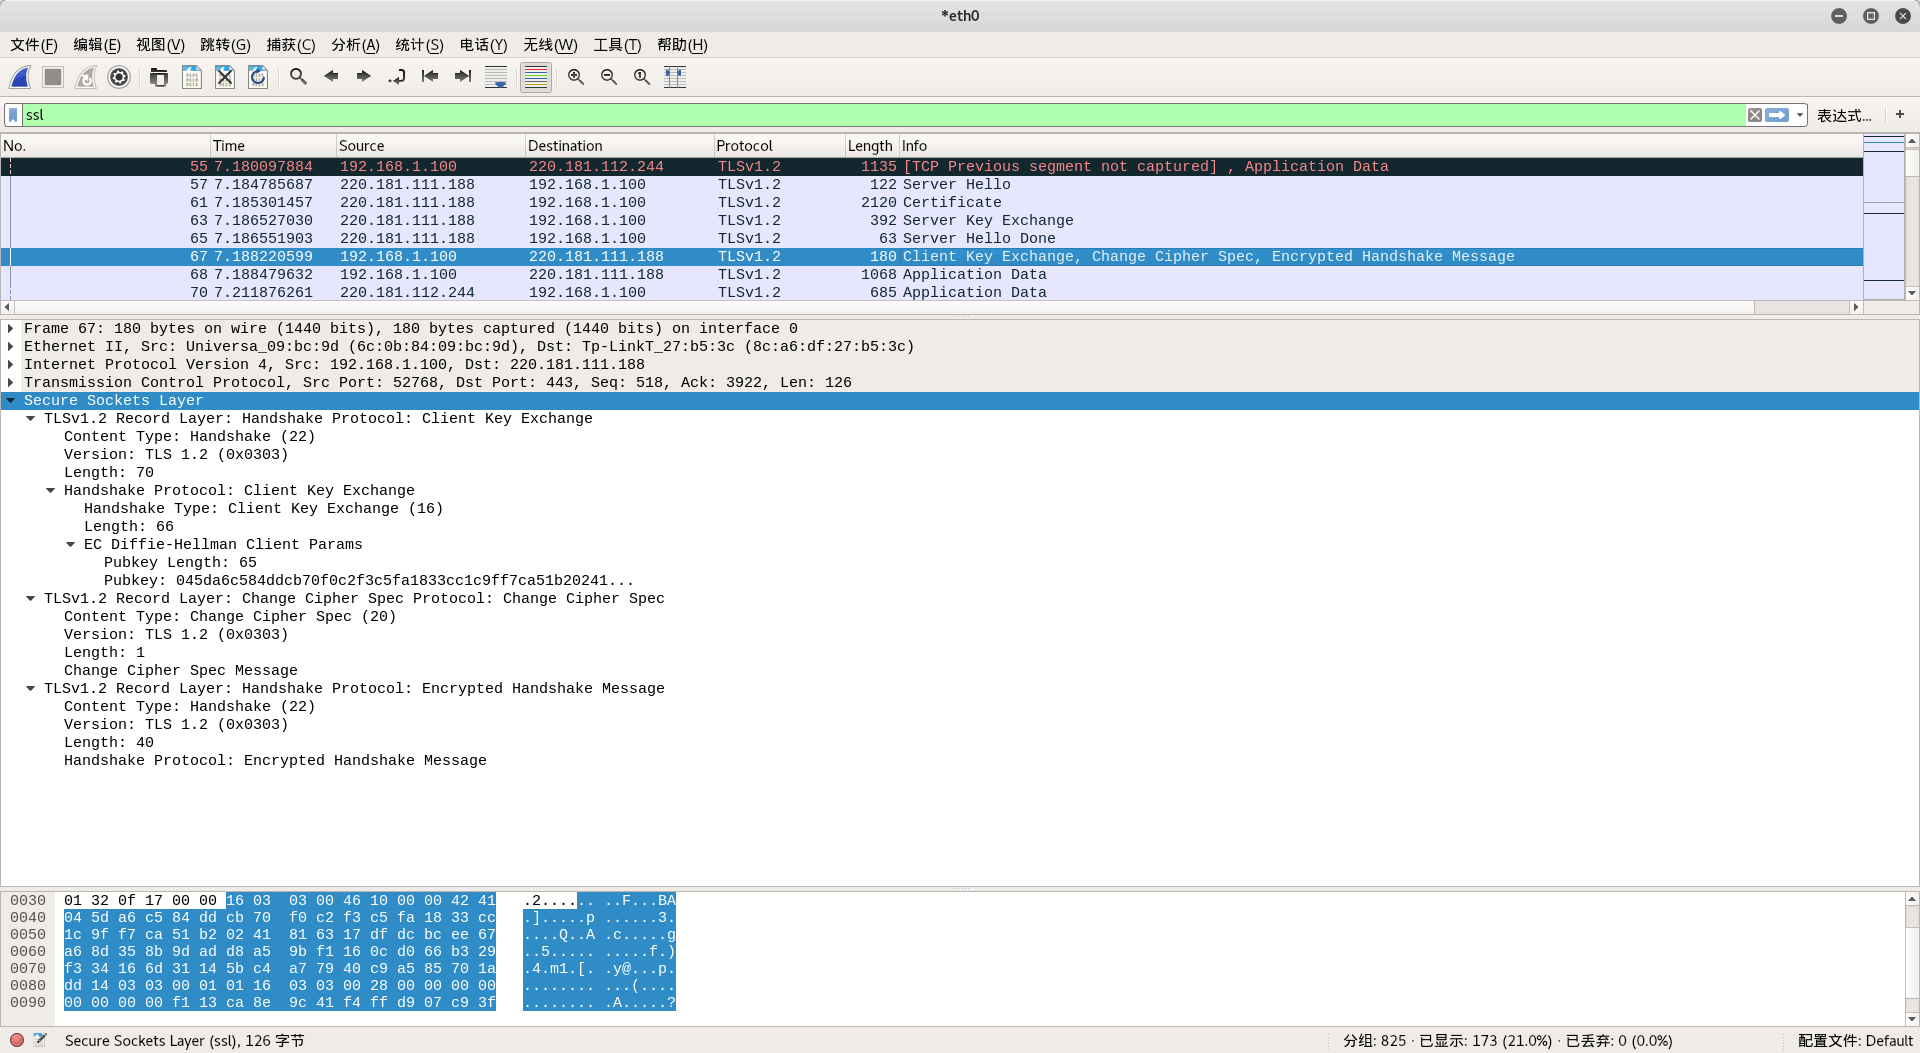 *eth0
文件(F) 编辑(E) 视图(V) 跳转(G) 捕获(C) 分析(A) 统计(S) 电话(Y) 无线(W) 工具(T) 帮助(H)
ssl 表达式… +
No. Time Source Destination Protocol Length Info
55 7.180097884 192.168.1.100 220.181.112.244 TLSv1.2 1135 [TCP Previous segment not captured] , Application Data
57 7.184785687 220.181.111.188 192.168.1.100 TLSv1.2 122 Server Hello
61 7.185301457 220.181.111.188 192.168.1.100 TLSv1.2 2120 Certificate
63 7.186527030 220.181.111.188 192.168.1.100 TLSv1.2 392 Server Key Exchange
65 7.186551903 220.181.111.188 192.168.1.100 TLSv1.2 63 Server Hello Done
67 7.188220599 192.168.1.100 220.181.111.188 TLSv1.2 180 Client Key Exchange, Change Cipher Spec, Encrypted Handshake Message
68 7.188479632 192.168.1.100 220.181.111.188 TLSv1.2 1068 Application Data
70 7.211876261 220.181.112.244 192.168.1.100 TLSv1.2 685 Application Data
Frame 67: 180 bytes on wire (1440 bits), 180 bytes captured (1440 bits) on interface 0
Ethernet II, Src: Universa_09:bc:9d (6c:0b:84:09:bc:9d), Dst: Tp-LinkT_27:b5:3c (8c:a6:df:27:b5:3c)
Internet Protocol Version 4, Src: 192.168.1.100, Dst: 220.181.111.188
Transmission Control Protocol, Src Port: 52768, Dst Port: 443, Seq: 518, Ack: 3922, Len: 126
Secure Sockets Layer
TLSv1.2 Record Layer: Handshake Protocol: Client Key Exchange
Content Type: Handshake (22)
Version: TLS 1.2 (0x0303)
Length: 70
Handshake Protocol: Client Key Exchange
Handshake Type: Client Key Exchange (16)
Length: 66
EC Diffie-Hellman Client Params
Pubkey Length: 65
Pubkey: 045da6c584ddcb70f0c2f3c5fa1833cc1c9ff7ca51b20241...
TLSv1.2 Record Layer: Change Cipher Spec Protocol: Change Cipher Spec
Content Type: Change Cipher Spec (20)
Version: TLS 1.2 (0x0303)
Length: 1
Change Cipher Spec Message
TLSv1.2 Record Layer: Handshake Protocol: Encrypted Handshake Message
Content Type: Handshake (22)
Version: TLS 1.2 (0x0303)
Length: 40
Handshake Protocol: Encrypted Handshake Message
0030 01 32 0f 17 00 00 16 03 03 00 46 10 00 00 42 41 .2...... ..F...BA
0040 04 5d a6 c5 84 dd cb 70 f0 c2 f3 c5 fa 18 33 cc .].....p ......3.
0050 1c 9f f7 ca 51 b2 02 41 81 63 17 df dc bc ee 67 ....Q..A .c.....g
0060 a6 8d 35 8b 9d ad d8 a5 9b f1 16 0c d0 66 b3 29 ..5..... .....f.)
0070 f3 34 16 6d 31 14 5b c4 a7 79 40 c9 a5 85 70 1a .4.m1.[. .y@...p.
0080 dd 14 03 03 00 01 01 16 03 03 00 28 00 00 00 00 ........ ...(....
0090 00 00 00 00 f1 13 ca 8e 9c 41 f4 ff d9 07 c9 3f ........ .A.....?
Secure Sockets Layer (ssl), 126 字节 分组: 825 · 已显示: 173 (21.0%) · 已丢弃: 0 (0.0%) 配置文件: Default